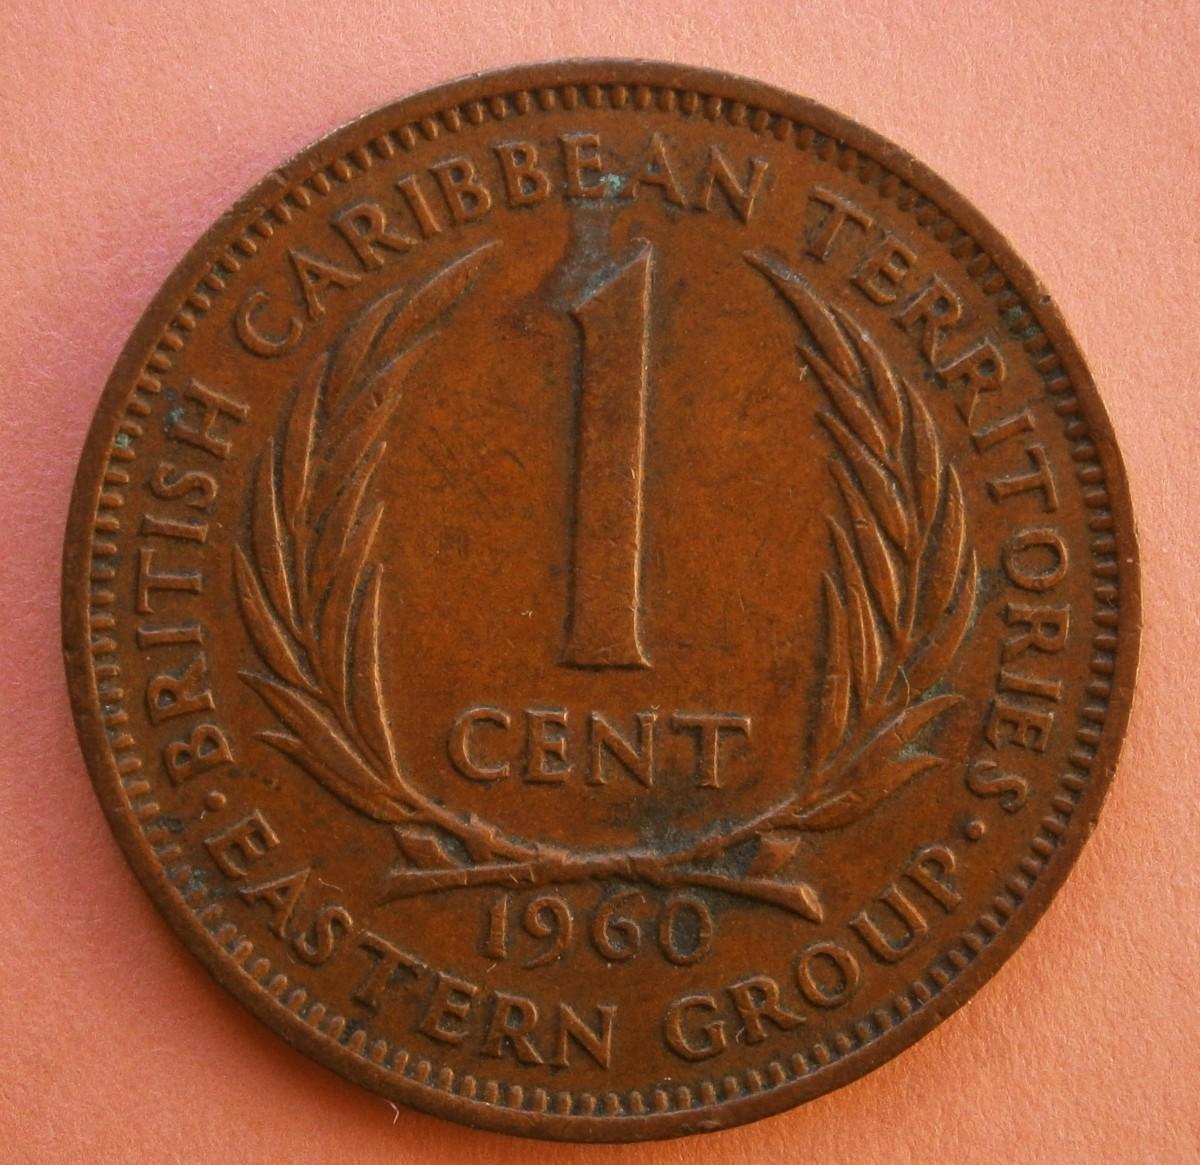 BRITISH CARIBBEAN TERRITORIES
1
CENT
1960
· EASTERN GROUP ·